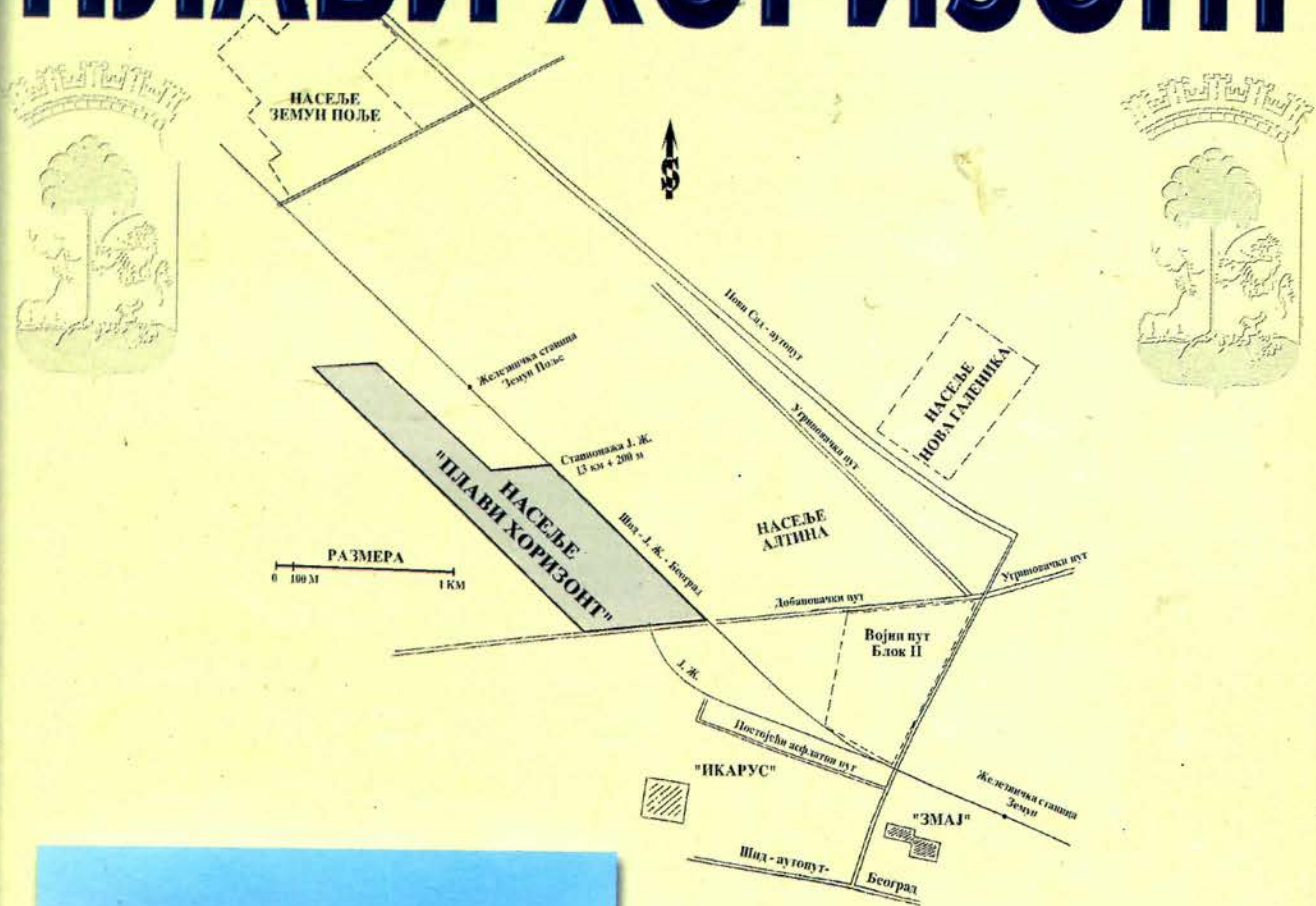 ПЛАВИ ХОРИЗОНТ
НАСЕЉЕ
ЗЕМУН ПОЉЕ
S
Нови Сад - аутопут
НАСЕЉЕ
НОВА ГАЛЕНИКА
Железничка станица
Земун Поље
Угриновачки пут
Стационажа Ј. Ж.
13 км + 200 м
НАСЕЉЕ
"ПЛАВИ ХОРИЗОНТ"
Шид - Ј. Ж. - Београд
НАСЕЉЕ
АЛТИНА
РАЗМЕРА
0 100 М 1 КМ
Угриновачки пут
Добановачки пут
Војни пут
Блок II
Ј. Ж.
Постојећи асфалтни пут
"ИКАРУС"
Железничка станица
Земун
"ЗМАЈ"
Шид - аутопут-
Београд